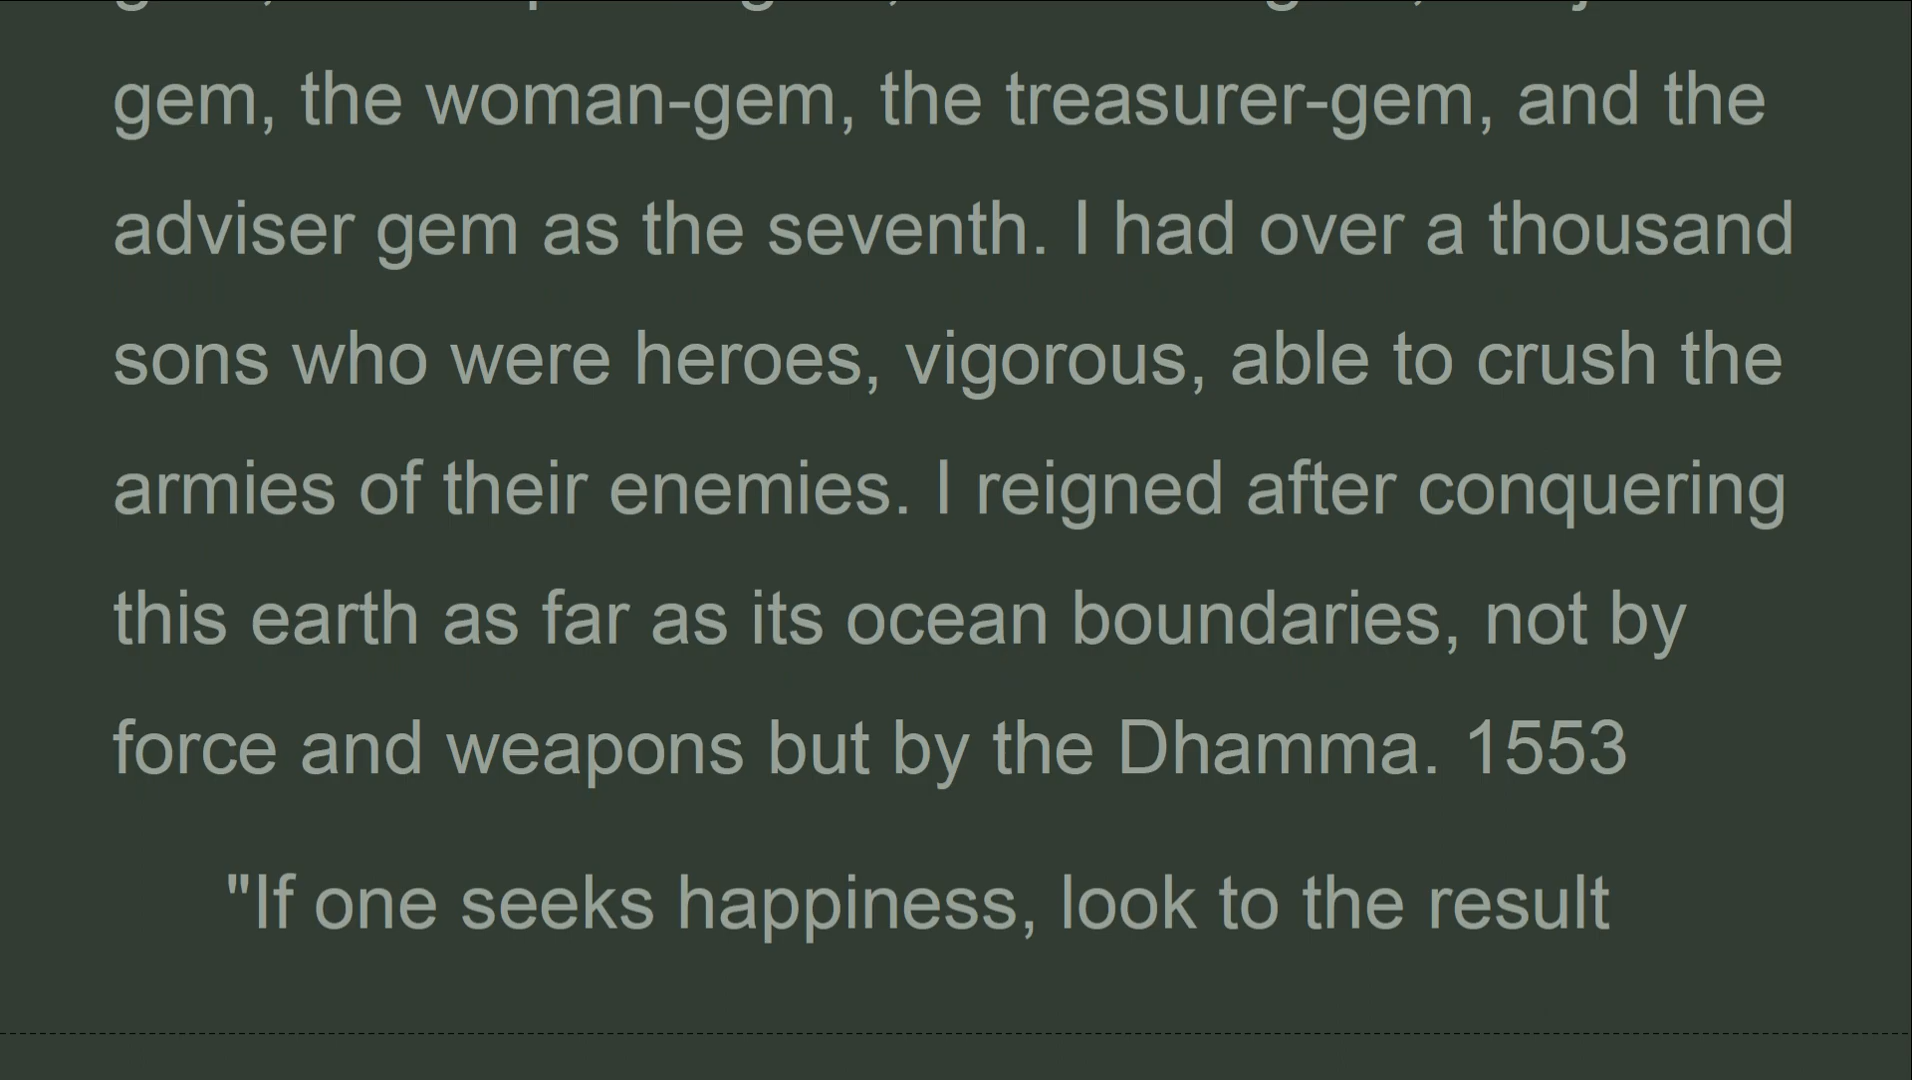 gem, the woman-gem, the treasurer-gem, and the
adviser gem as the seventh. I had over a thousand
sons who were heroes, vigorous, able to crush the
armies of their enemies. I reigned after conquering
this earth as far as its ocean boundaries, not by
force and weapons but by the Dhamma. 1553
"If one seeks happiness, look to the result